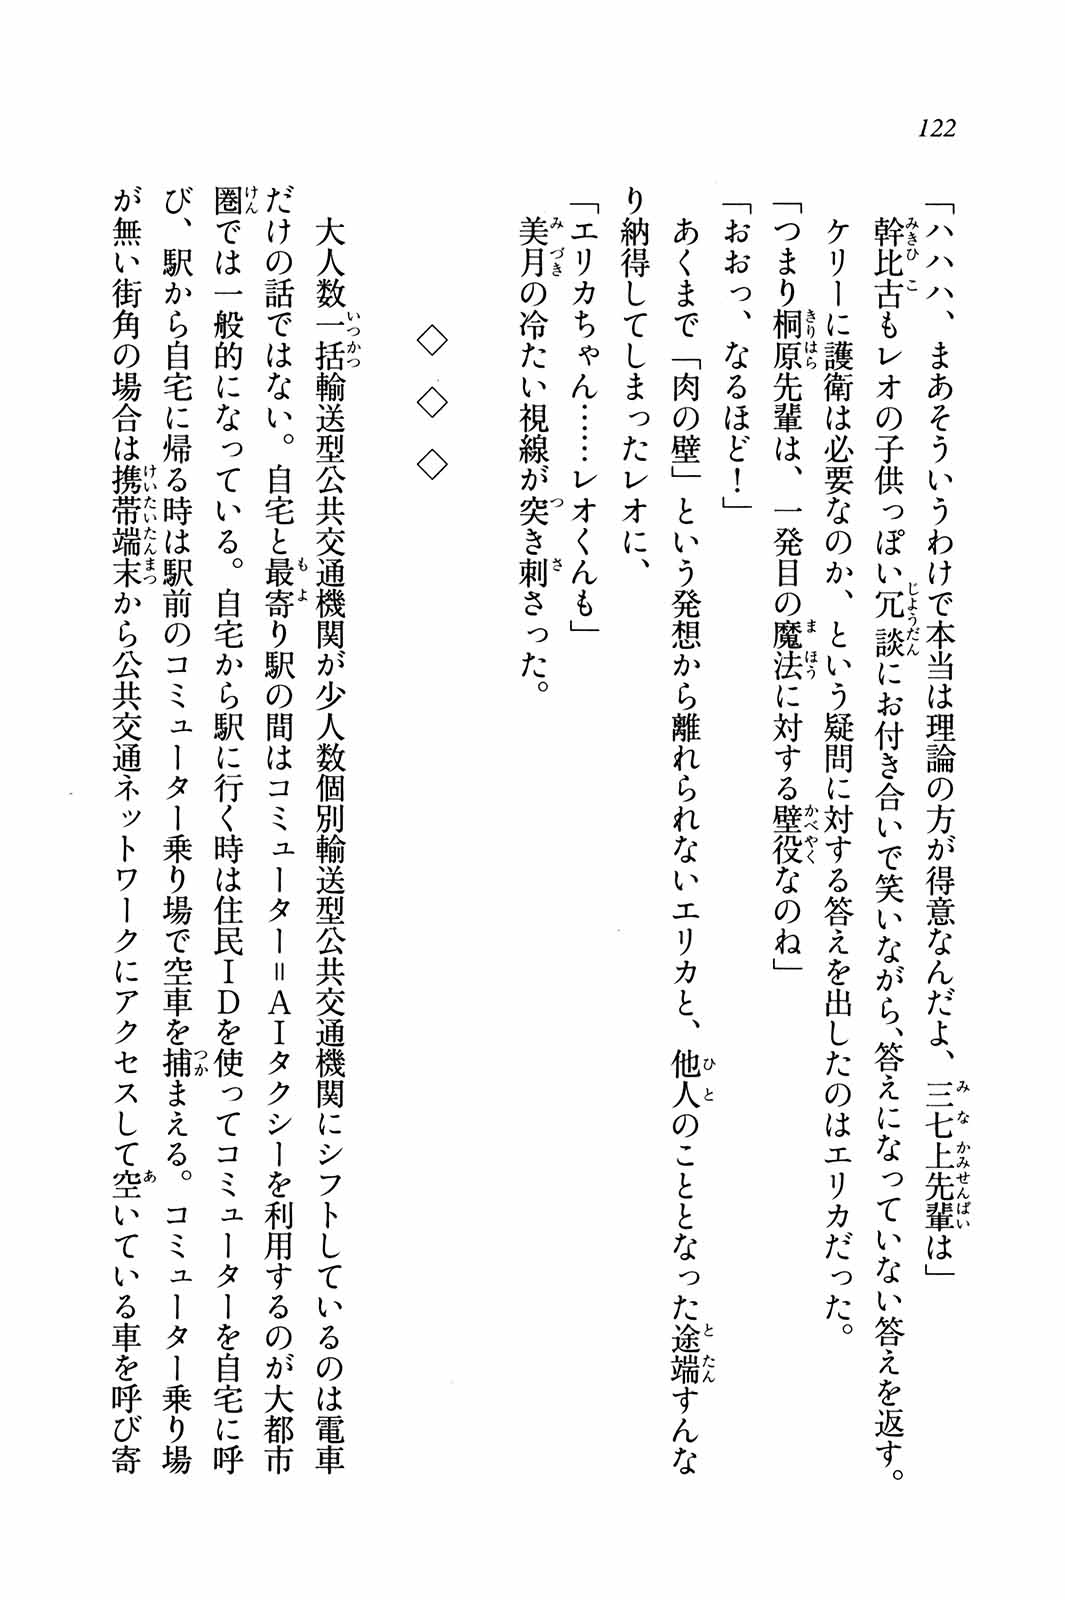 122
「ハハハ、まあそういうわけで本当は理論の方が得意なんだよ、三七上先輩は」
幹比古もレオの子供っぽい冗談にお付き合いで笑いながら、答えになっていない答えを返す。
ケリーに護衛は必要なのか、という疑問に対する答えを出したのはエリカだった。
「つまり桐原先輩は、一発目の魔法に対する壁役なのね」
「おおっ、なるほど！」
あくまで「肉の壁」という発想から離れられないエリカと、他人のこととなった途端すんな
り納得してしまったレオに、
「エリカちゃん……レオくんも」
美月の冷たい視線が突き刺さった。
◇　◇　◇
大人数一括輸送型公共交通機関が少人数個別輸送型公共交通機関にシフトしているのは電車
だけの話ではない。自宅と最寄り駅の間はコミューター＝ＡＩタクシーを利用するのが大都市
圏では一般的になっている。自宅から駅に行く時は住民ＩＤを使ってコミューターを自宅に呼
び、駅から自宅に帰る時は駅前のコミューター乗り場で空車を捕まえる。コミューター乗り場
が無い街角の場合は携帯端末から公共交通ネットワークにアクセスして空いている車を呼び寄